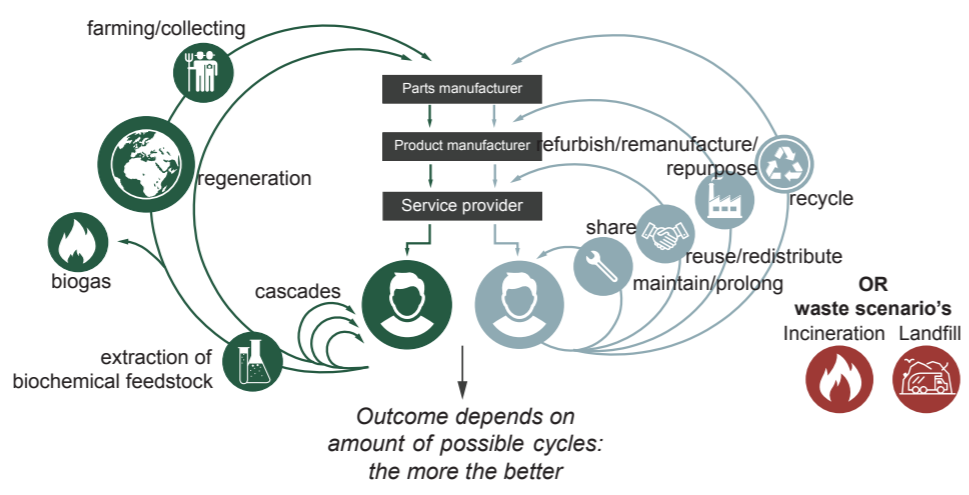 farming/collecting
Parts manufacturer
Product manufacturer
refurbish/remanufacture/
repurpose
regeneration
recycle
Service provider
share
reuse/redistribute
biogas
cascades
maintain/prolong
OR
waste scenario's
Incineration
Landfill
extraction of
biochemical feedstock
Outcome depends on
amount of possible cycles:
the more the better